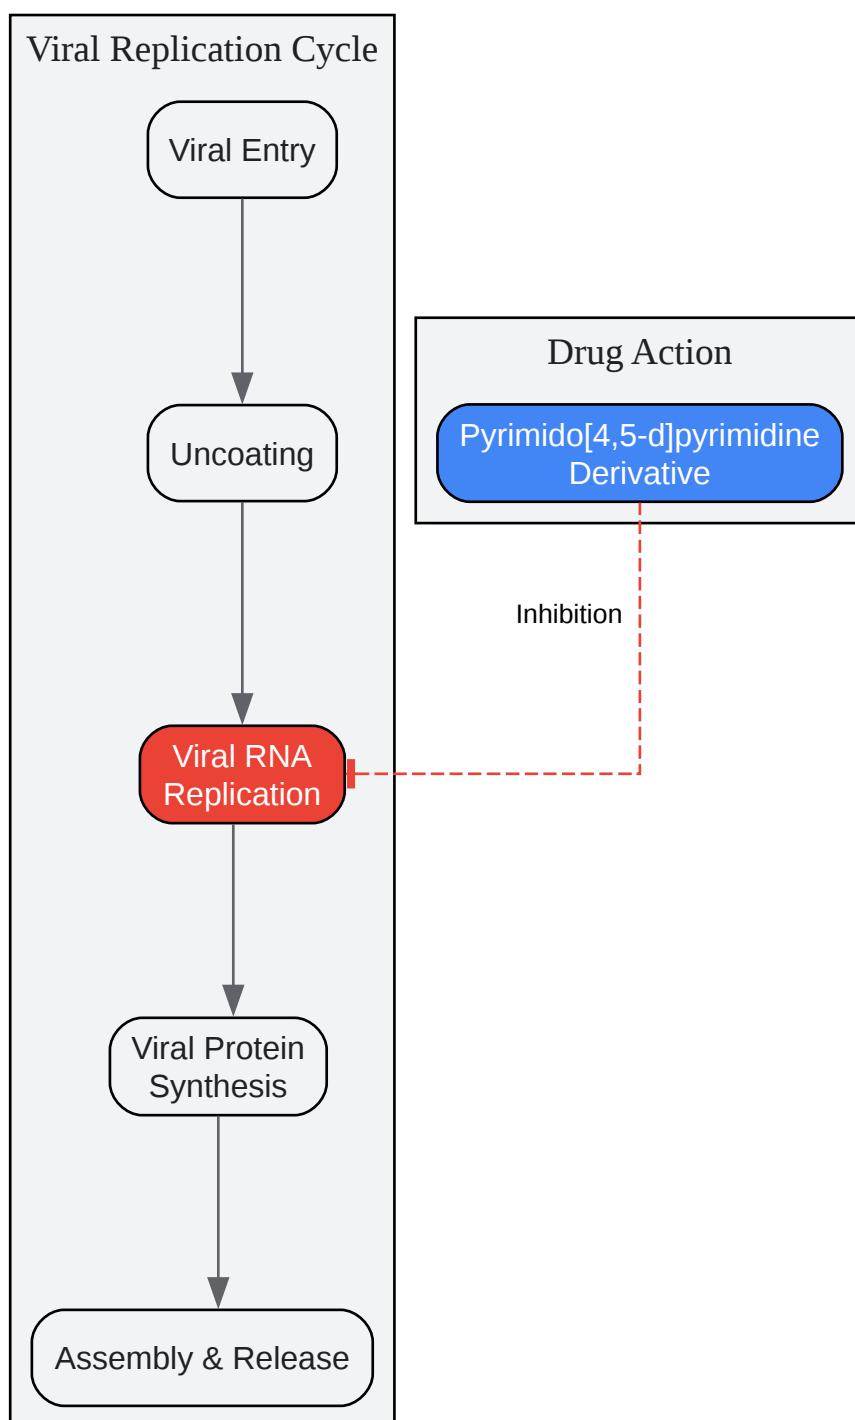 Viral Replication Cycle
Viral Entry
Uncoating
Drug Action
Pyrimido[4,5-d]pyrimidine
Derivative
Inhibition
Viral RNA
Replication
Viral Protein
Synthesis
Assembly & Release